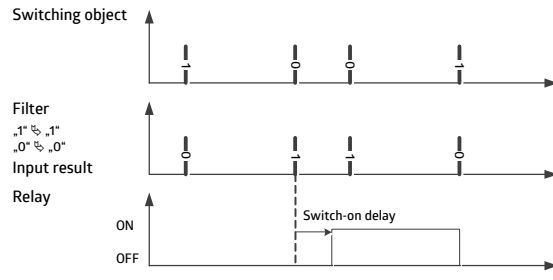 Switching object
1 0 0 1
Filter
„1“ ⇘ „1“
„0“ ⇘ „0“
Input result
0 1 1 0
Relay
Switch-on delay
ON
OFF